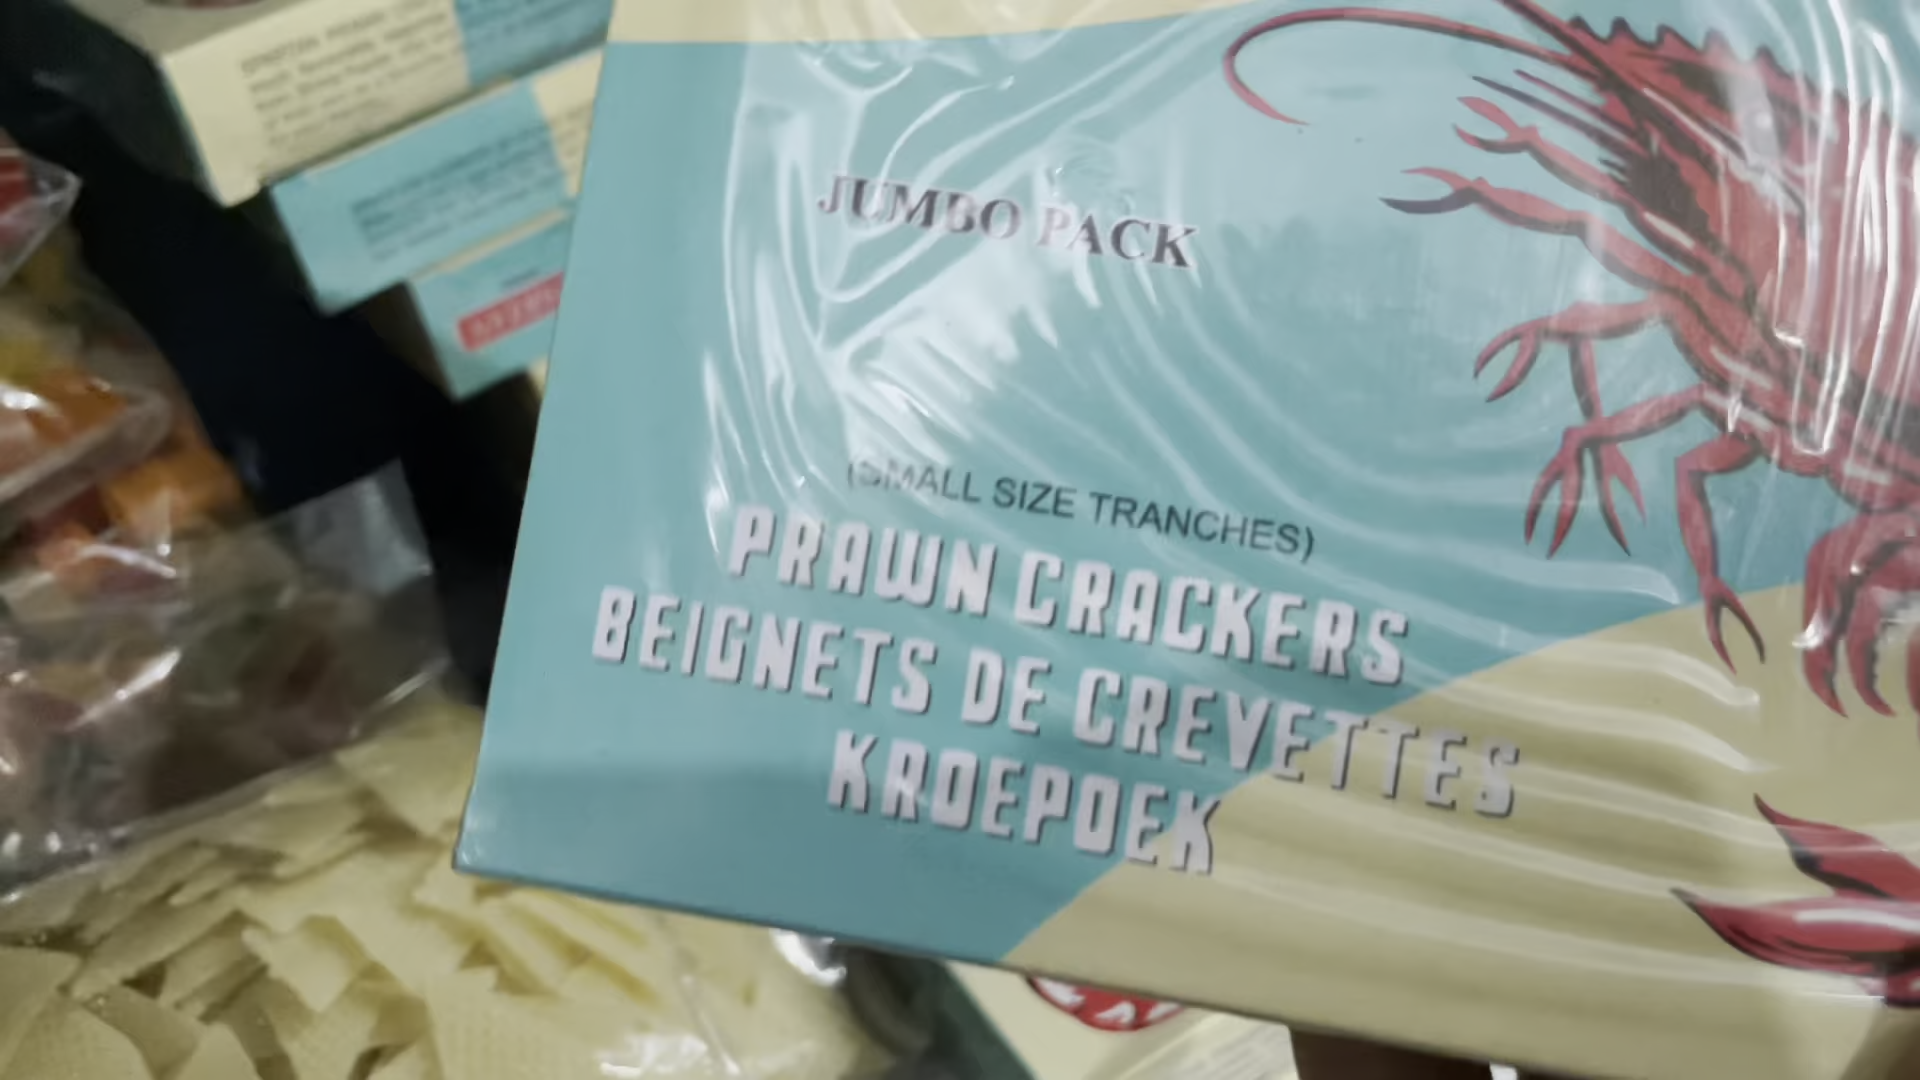 JUMBO PACK
(SMALL SIZE TRANCHES)
PRAWN CRACKERS
BEIGNETS DE CREVETTES
KROEPOEK